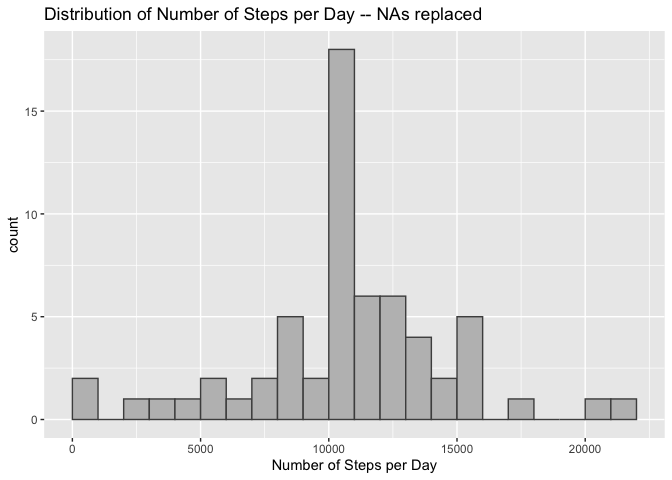 Distribution of Number of Steps per Day -- NAs replaced
15
10
5
0
count
0 5000 10000 15000 20000
Number of Steps per Day